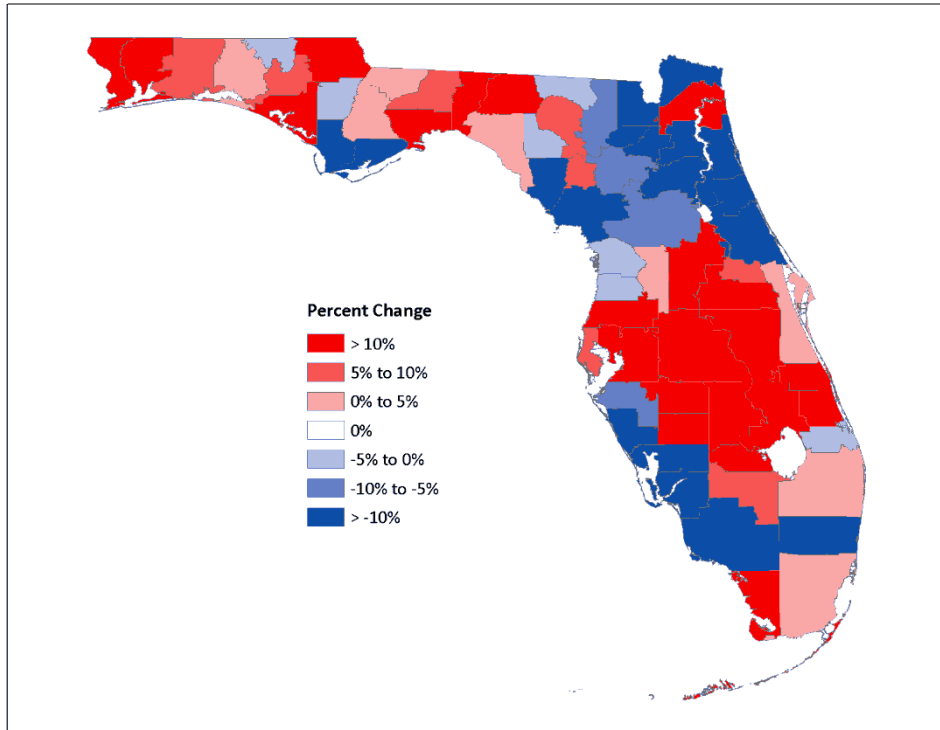 Percent Change
> 10%
5% to 10%
0% to 5%
0%
-5% to 0%
-10% to -5%
> -10%